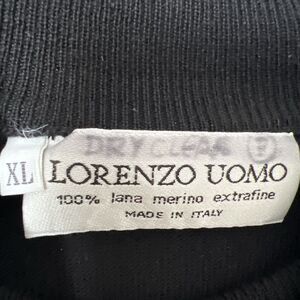 DRY CLEAN P
XL
LORENZO UOMO
100% lana merino extrafine
MADE IN ITALY